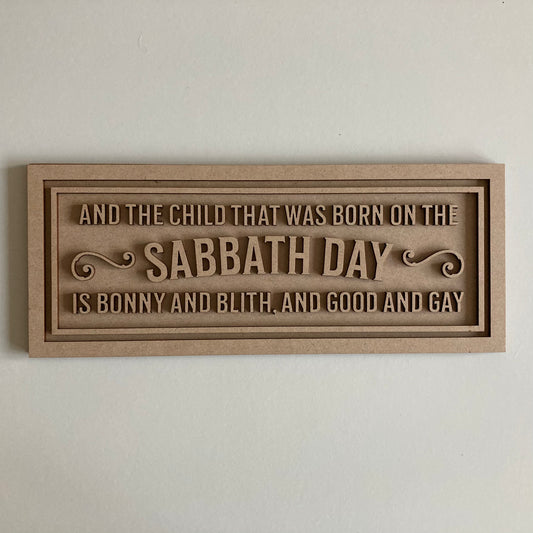 AND THE CHILD THAT WAS BORN ON THE
SABBATH DAY
IS BONNY AND BLITH, AND GOOD AND GAY